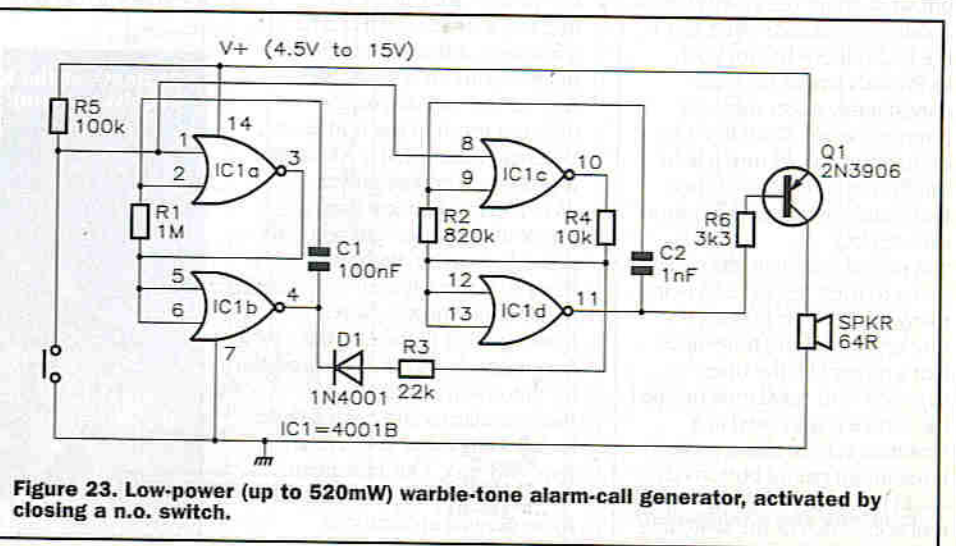 V+ (4.5V to 15V)
R5
100k
14
1
2
IC1a
3
R1
1M
5
6
IC1b
4
7
C1
100nF
D1
1N4001
R3
22k
IC1=4001B
8
9
IC1c
10
R2
820k
R4
10k
12
13
IC1d
11
C2
1nF
R6
3k3
Q1
2N3906
SPKR
64R
Figure 23. Low-power (up to 520mW) warble-tone alarm-call generator, activated by
closing a n.o. switch.